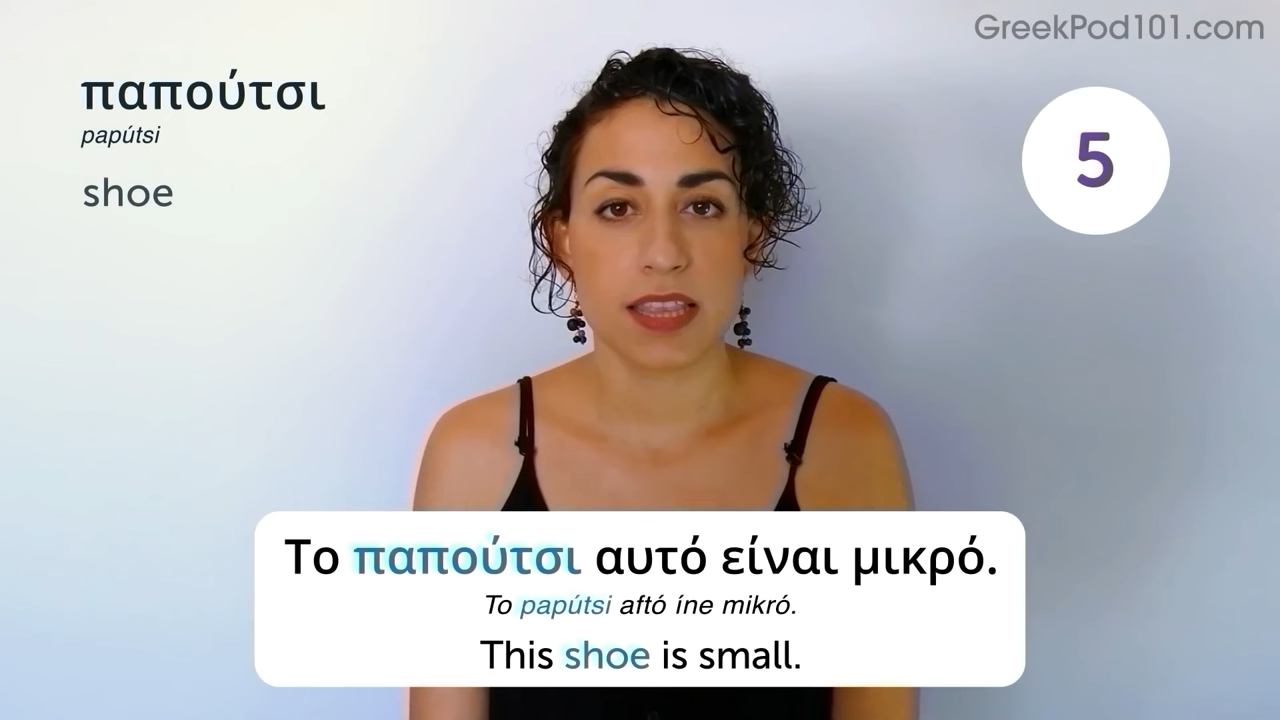 GreekPod101.com
παπούτσι
papútsi
shoe
5
Το παπούτσι αυτό είναι μικρό.
To papútsi aftó íne mikró.
This shoe is small.